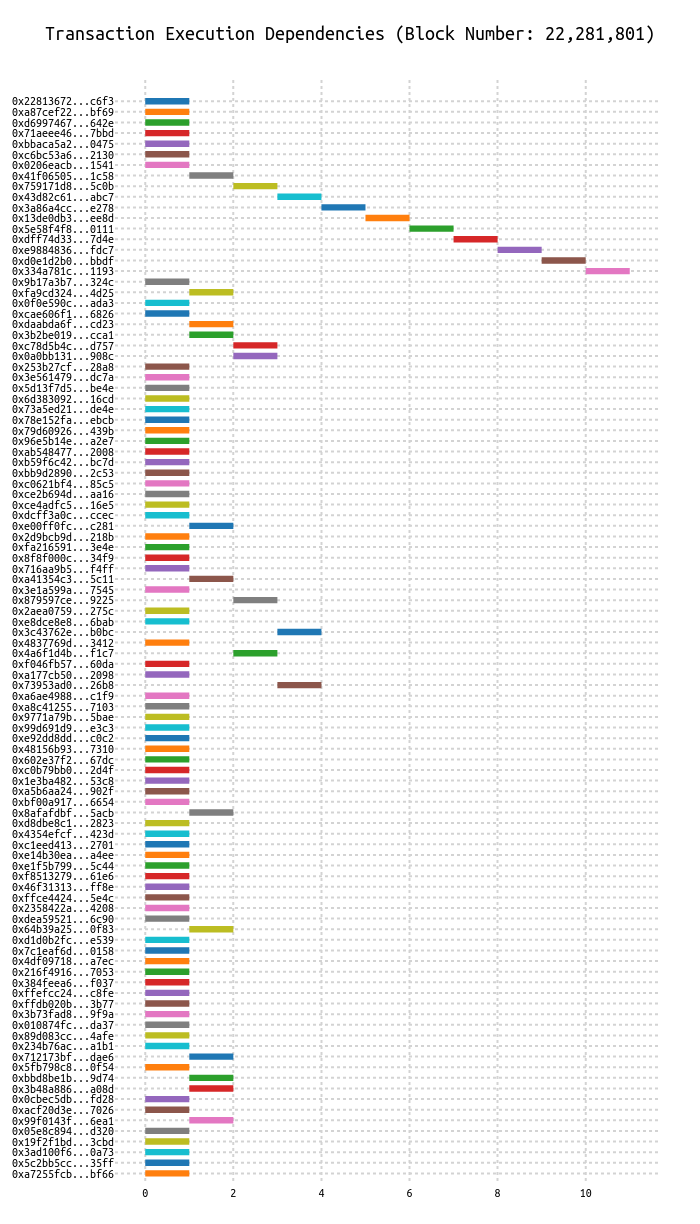 Transaction Execution Dependencies (Block Number: 22,281,801)
0x22813672...c6f3
0xa87cef22...bf69
0xd6997467...642e
0x71aeee46...7bbd
0xbbaca5a2...0475
0xc6bc53a6...2130
0x0206eacb...1541
0x41f06505...1c58
0x759171d8...5c0b
0x43d82c61...abc7
0x3a86a4cc...e278
0x13de0db3...ee8d
0x5e58f4f8...0111
0xdff74d33...7d4e
0xe9884836...fdc7
0xd0e1d2b0...bbdf
0x334a781c...1193
0x9b17a3b7...324c
0xfa9cd324...4d25
0x0f0e590c...ada3
0xcae606f1...6826
0xdaabda6f...cd23
0x3b2be019...cca1
0xc78d5b4c...d757
0x0a0bb131...908c
0x253b27cf...28a8
0x3e561479...dc7a
0x5d13f7d5...be4e
0x6d383092...16cd
0x73a5ed21...de4e
0x78e152fa...ebcb
0x79d60926...439b
0x96e5b14e...a2e7
0xab548477...2008
0xb59f6c42...bc7d
0xbb9d2890...2c53
0xc0621bf4...85c5
0xce2b694d...aa16
0xce4adfc5...16e5
0xdcff3a0c...ccec
0xe00ff0fc...c281
0x2d9bcb9d...218b
0xfa216591...3e4e
0x8f8f000c...34f9
0x716aa9b5...f4ff
0xa41354c3...5c11
0x3e1a599a...7545
0x879597ce...9225
0x2aea0759...275c
0xe8dce8e8...6bab
0x3c43762e...b0bc
0x4837769d...3412
0x4a6f1d4b...f1c7
0xf046fb57...60da
0xa177cb50...2098
0x73953ad0...26b8
0xa6ae4988...c1f9
0xa8c41255...7103
0x9771a79b...5bae
0x99d691d9...e3c3
0xe92dd8dd...c0c2
0x48156b93...7310
0x602e37f2...67dc
0xc0b79bb0...2d4f
0x1e3ba482...53c8
0xa5b6aa24...902f
0xbf00a917...6654
0x8afafdbf...5acb
0xd8dbe8c1...2823
0x4354efcf...423d
0xc1eed413...2701
0xe14b30ea...a4ee
0xe1f5b799...5c44
0xf8513279...61e6
0x46f31313...ff8e
0xffce4424...5e4c
0x2358422a...4208
0xdea59521...6c90
0x64b39a25...0f83
0xd1d0b2fc...e539
0x7c1eaf6d...0158
0x4df09718...a7ec
0x216f4916...7053
0x384feea6...f037
0xffefcc24...c8fe
0xffdb020b...3b77
0x3b73fad8...9f9a
0x010874fc...da37
0x89d083cc...4afe
0x234b76ac...a1b1
0x712173bf...dae6
0x5fb798c8...0f54
0xbbd8be1b...9d74
0x3b48a886...a08d
0x0cbec5db...fd28
0xacf20d3e...7026
0x99f0143f...6ea1
0x05e8c894...d320
0x19f2f1bd...3cbd
0x3ad100f6...0a73
0x5c2bb5cc...35ff
0xa7255fcb...bf66
0 2 4 6 8 10